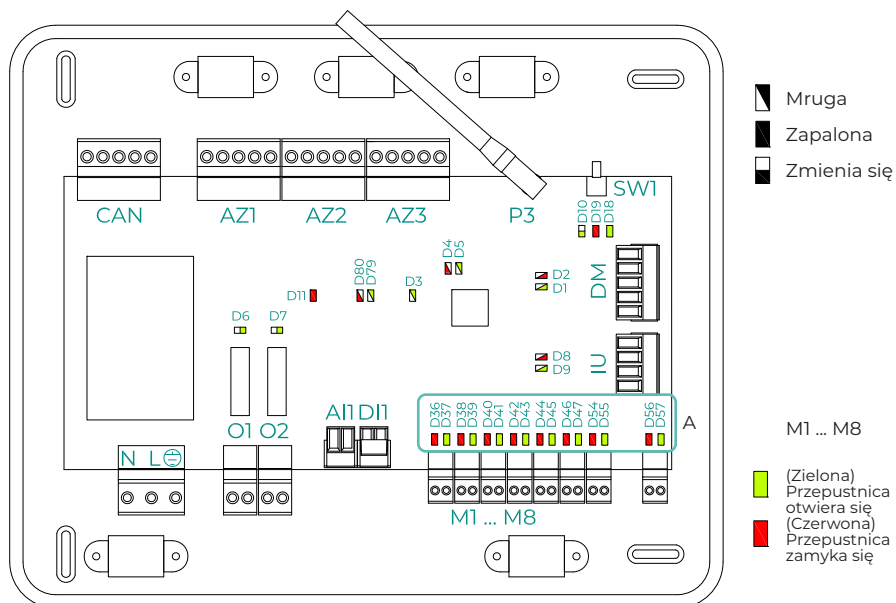 Mruga
Zapalona
Zmienia się
CAN
AZ1
AZ2
AZ3
P3
SW1
D10
D19
D18
D4
D5
D2
D1
DM
D11
D80
D79
D3
D6
D7
D8
D9
IU
D36
D37
D38
D39
D40
D41
D42
D43
D44
D45
D46
D47
D54
D55
D56
D57
A
O1
O2
AI1
DI1
N
L
M1 ... M8
M1 ... M8
(Zielona)
Przepustnica
otwiera się
(Czerwona)
Przepustnica
zamyka się